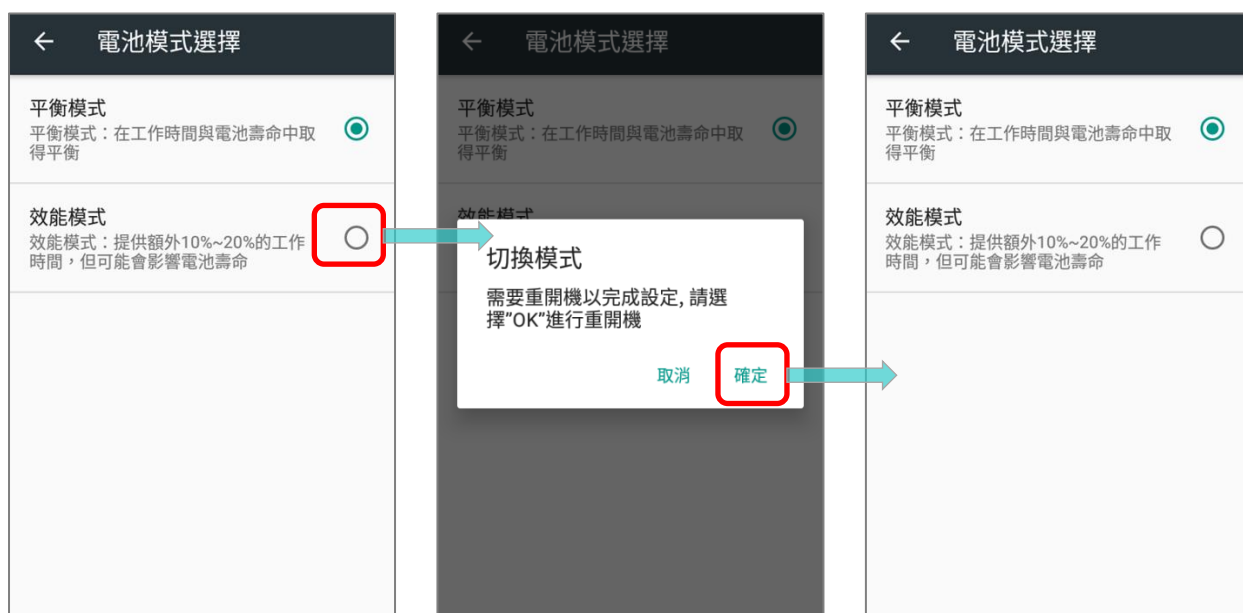 電池模式選擇
平衡模式
平衡模式：在工作時間與電池壽命中取
得平衡
效能模式
效能模式：提供額外10%~20%的工作
時間，但可能會影響電池壽命
電池模式選擇
平衡模式
平衡模式：在工作時間與電池壽命中取
得平衡
效能模式
切換模式
需要重開機以完成設定, 請選
擇”OK”進行重開機
取消 確定
電池模式選擇
平衡模式
平衡模式：在工作時間與電池壽命中取
得平衡
效能模式
效能模式：提供額外10%~20%的工作
時間，但可能會影響電池壽命